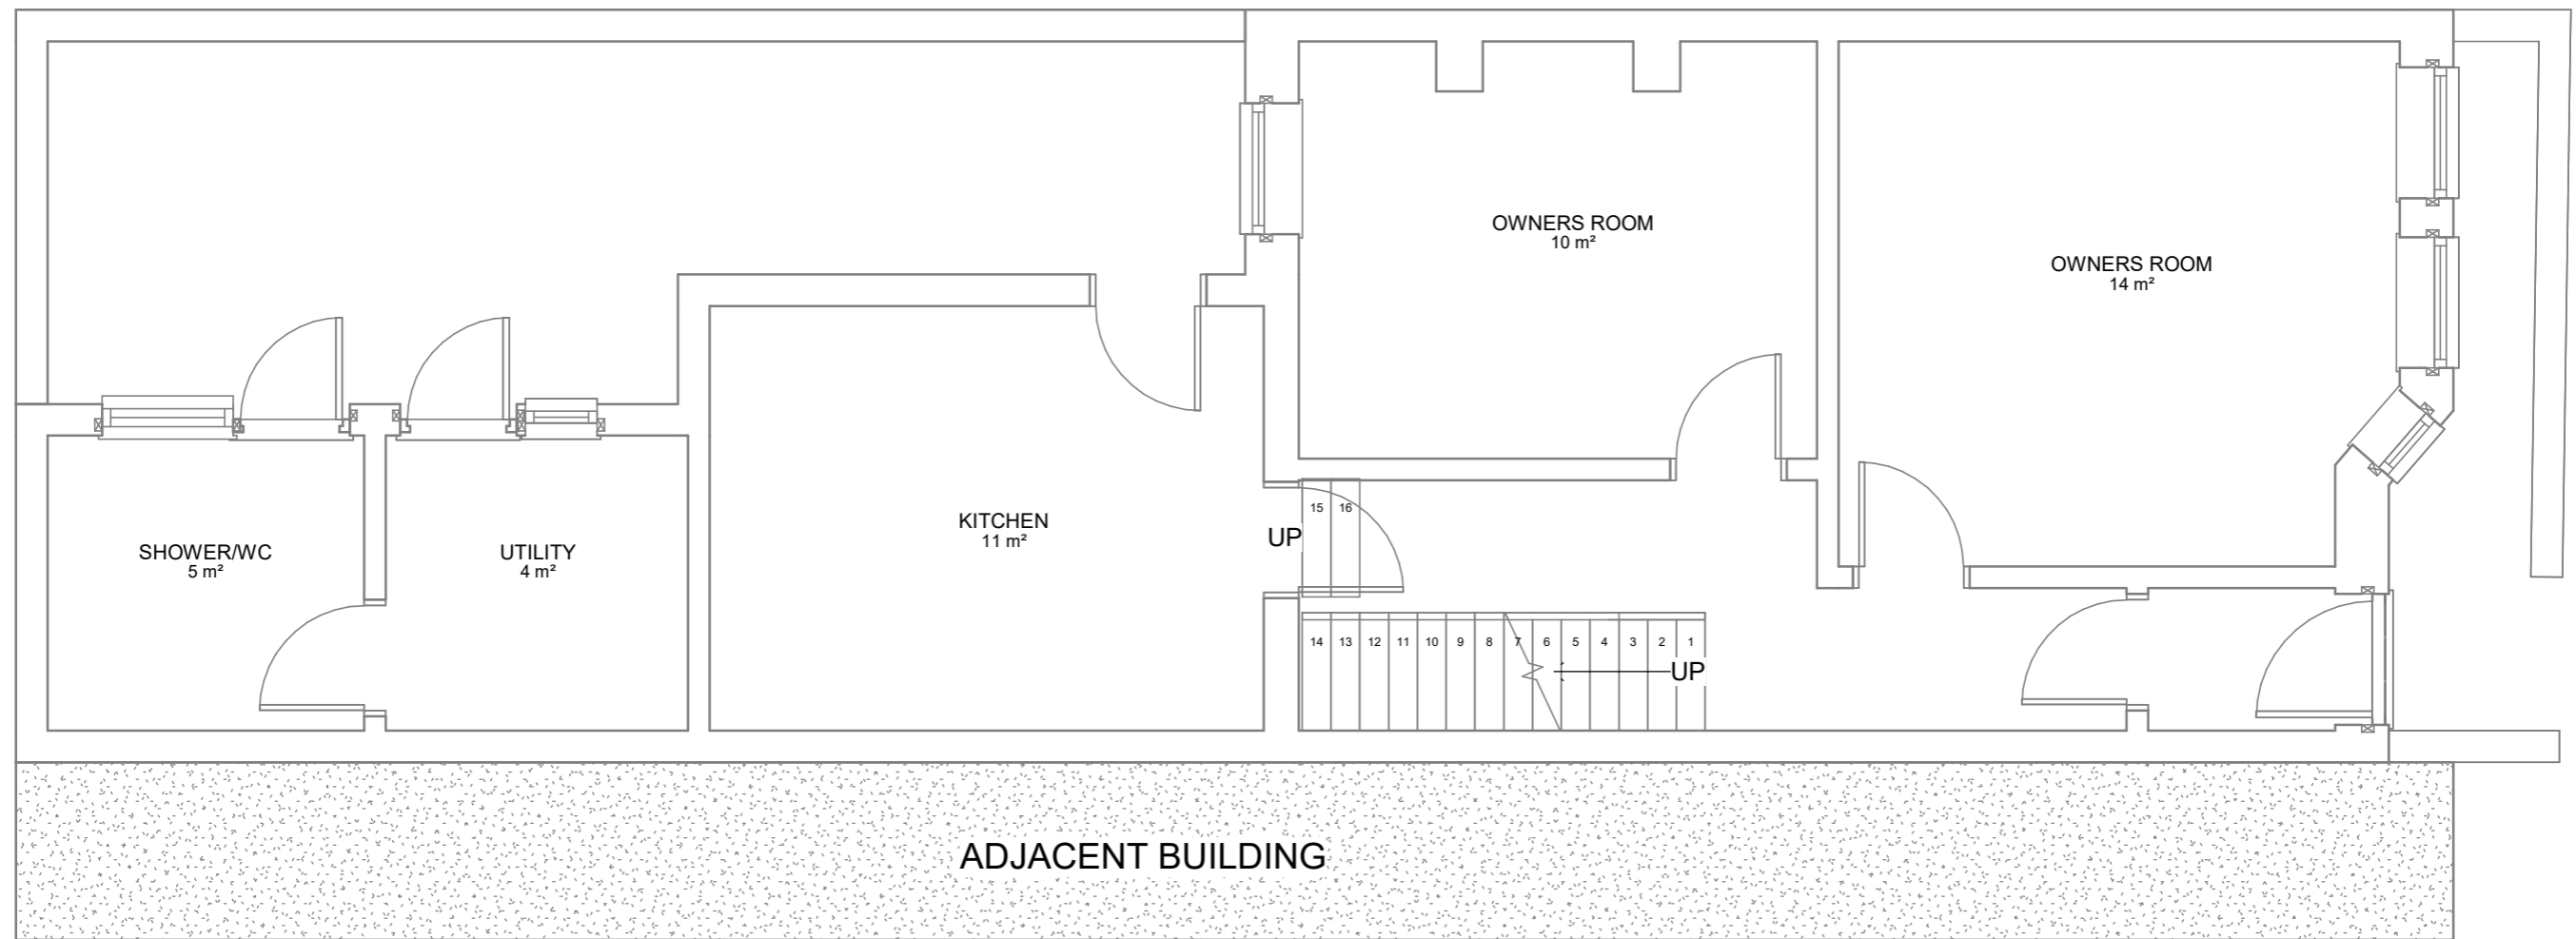 OWNERS ROOM
10 m²
OWNERS ROOM
14 m²
KITCHEN
11 m²
SHOWER/WC
5 m²
UTILITY
4 m²
15 16
UP
14 13 12 11 10 9 8 7 6 5 4 3 2 1
UP
ADJACENT BUILDING